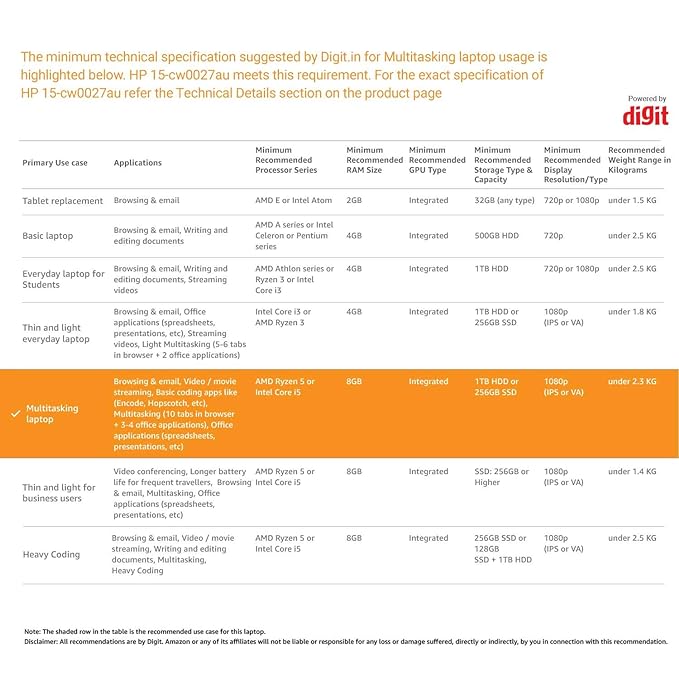 The minimum technical specification suggested by Digit.in for Multitasking laptop usage is
highlighted below. HP 15-cw0027au meets this requirement. For the exact specification of
HP 15-cw0027au refer the Technical Details section on the product page
Powered by
digit
Primary Use case
Applications
Minimum
Recommended
Processor Series
Minimum
Recommended
RAM Size
Minimum
Recommended
GPU Type
Minimum
Recommended
Storage Type &
Capacity
Minimum
Recommended
Display
Resolution/Type
Recommended
Weight Range in
Kilograms
Tablet replacement
Browsing & email
AMD E or Intel Atom
2GB
Integrated
32GB (any type)
720p or 1080p
under 1.5 KG
Basic laptop
Browsing & email, Writing and
editing documents
AMD A series or Intel
Celeron or Pentium
series
4GB
Integrated
500GB HDD
720p
under 2.5 KG
Everyday laptop for
Students
Browsing & email, Writing and
editing documents, Streaming
videos
AMD Athlon series or
Ryzen 3 or Intel
Core i3
4GB
Integrated
1TB HDD
720p or 1080p
under 2.5 KG
Thin and light
everyday laptop
Browsing & email, Office
applications (spreadsheets,
presentations, etc), Streaming
videos, Light Multitasking (5-6 tabs
in browser + 2 office applications)
Intel Core i3 or
AMD Ryzen 3
4GB
Integrated
1TB HDD or
256GB SSD
1080p
(IPS or VA)
under 1.8 KG
Multitasking
laptop
Browsing & email, Video / movie
streaming, Basic coding apps like
(Encode, Hopscotch, etc),
Multitasking (10 tabs in browser
+ 3-4 office applications), Office
applications (spreadsheets,
presentations, etc)
AMD Ryzen 5 or
Intel Core i5
8GB
Integrated
1TB HDD or
256GB SSD
1080p
(IPS or VA)
under 2.3 KG
Thin and light for
business users
Video conferencing, Longer battery
life for frequent travellers, Browsing
& email, Multitasking, Office
applications (spreadsheets,
presentations, etc)
AMD Ryzen 5 or
Intel Core i5
8GB
Integrated
SSD: 256GB or
Higher
1080p
(IPS or VA)
under 1.4 KG
Heavy Coding
Browsing & email, Video / movie
streaming, Writing and editing
documents, Multitasking,
Heavy Coding
AMD Ryzen 5 or
Intel Core i5
8GB
Integrated
256GB SSD or
128GB
SSD + 1TB HDD
1080p
(IPS or VA)
under 2.5 KG
Note: The shaded row in the table is the recommended use case for this laptop.
Disclaimer: All recommendations are by Digit. Amazon or any of its affiliates will not be liable or responsible for any loss or damage suffered, directly or indirectly, by you in connection with this recommendation.